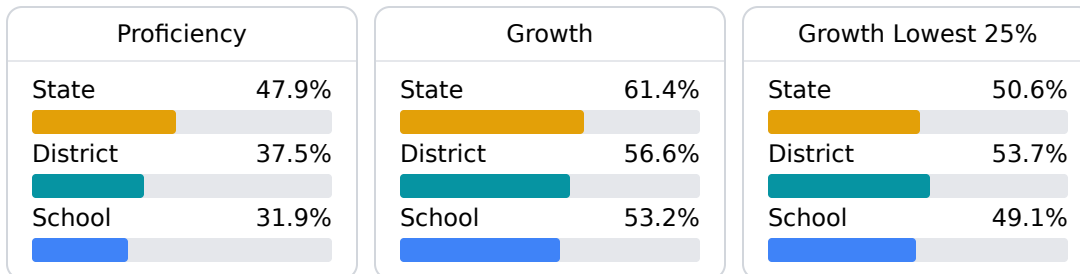 Proficiency
State 47.9%
District 37.5%
School 31.9%
Growth
State 61.4%
District 56.6%
School 53.2%
Growth Lowest 25%
State 50.6%
District 53.7%
School 49.1%